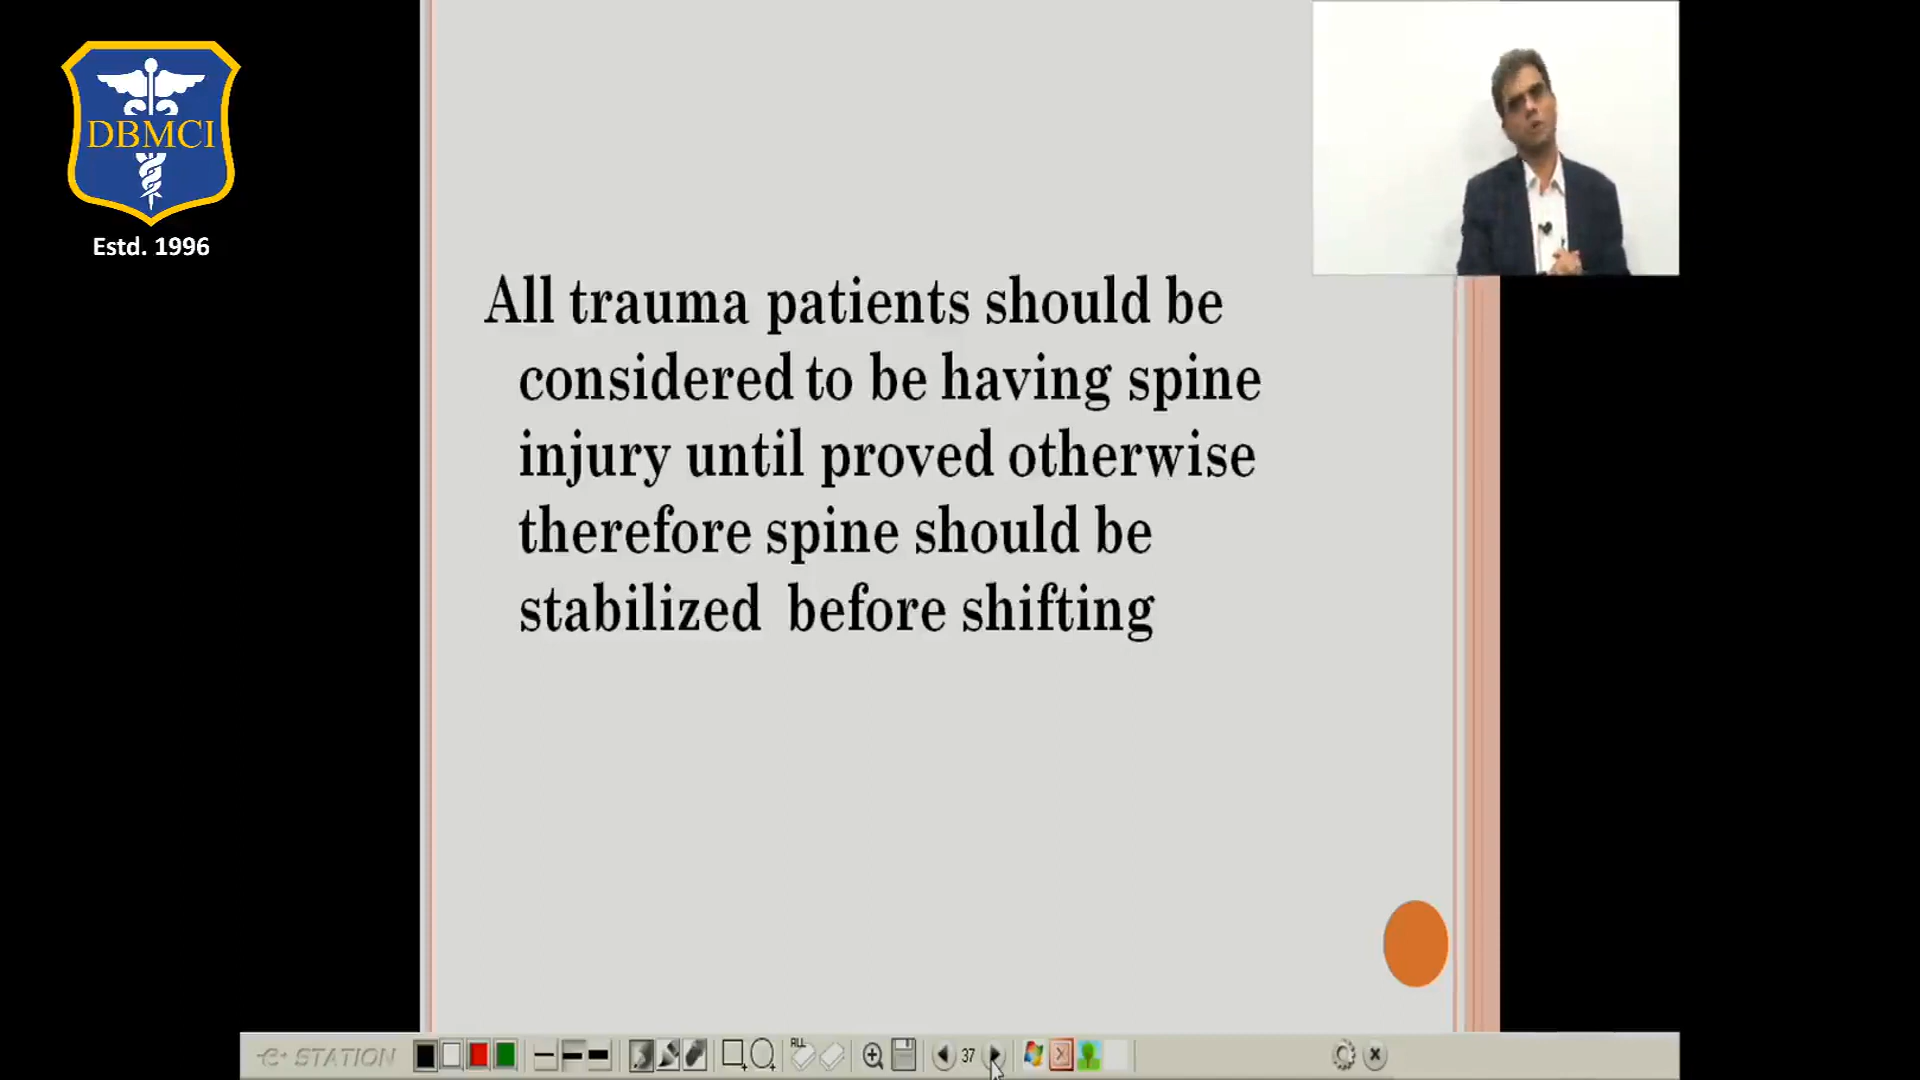 DBMCI
Estd. 1996
All trauma patients should be
considered to be having spine
injury until proved otherwise
therefore spine should be
stabilized before shifting
STATION
ALL
37